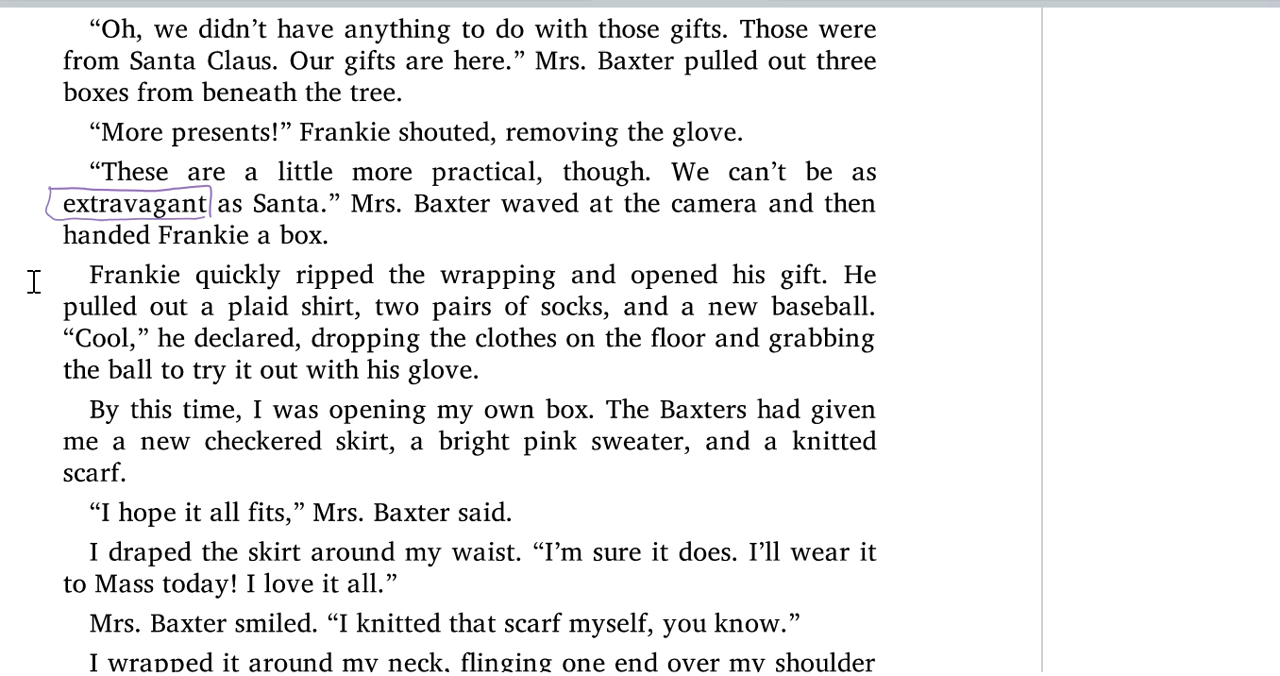 “Oh, we didn’t have anything to do with those gifts. Those were
from Santa Claus. Our gifts are here.” Mrs. Baxter pulled out three
boxes from beneath the tree.
“More presents!” Frankie shouted, removing the glove.
“These are a little more practical, though. We can’t be as
extravagant as Santa.” Mrs. Baxter waved at the camera and then
handed Frankie a box.
Frankie quickly ripped the wrapping and opened his gift. He
pulled out a plaid shirt, two pairs of socks, and a new baseball.
“Cool,” he declared, dropping the clothes on the floor and grabbing
the ball to try it out with his glove.
By this time, I was opening my own box. The Baxters had given
me a new checkered skirt, a bright pink sweater, and a knitted
scarf.
“I hope it all fits,” Mrs. Baxter said.
I draped the skirt around my waist. “I’m sure it does. I’ll wear it
to Mass today! I love it all.”
Mrs. Baxter smiled. “I knitted that scarf myself, you know.”
I wrapped it around my neck, flinging one end over my shoulder